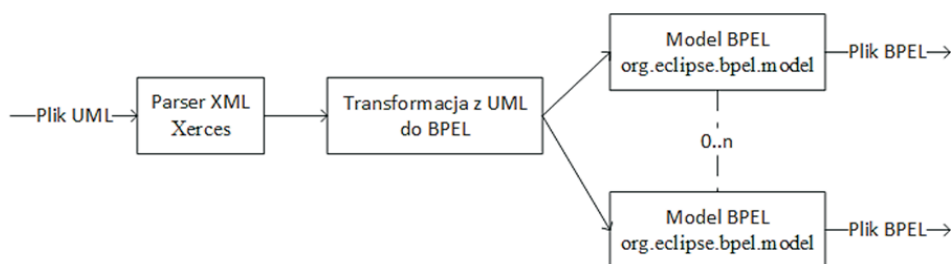 Model BPEL
org.eclipse.bpel.model
Plik BPEL
Plik UML
Parser XML
Xerces
Transformacja z UML
do BPEL
0..n
Model BPEL
org.eclipse.bpel.model
Plik BPEL